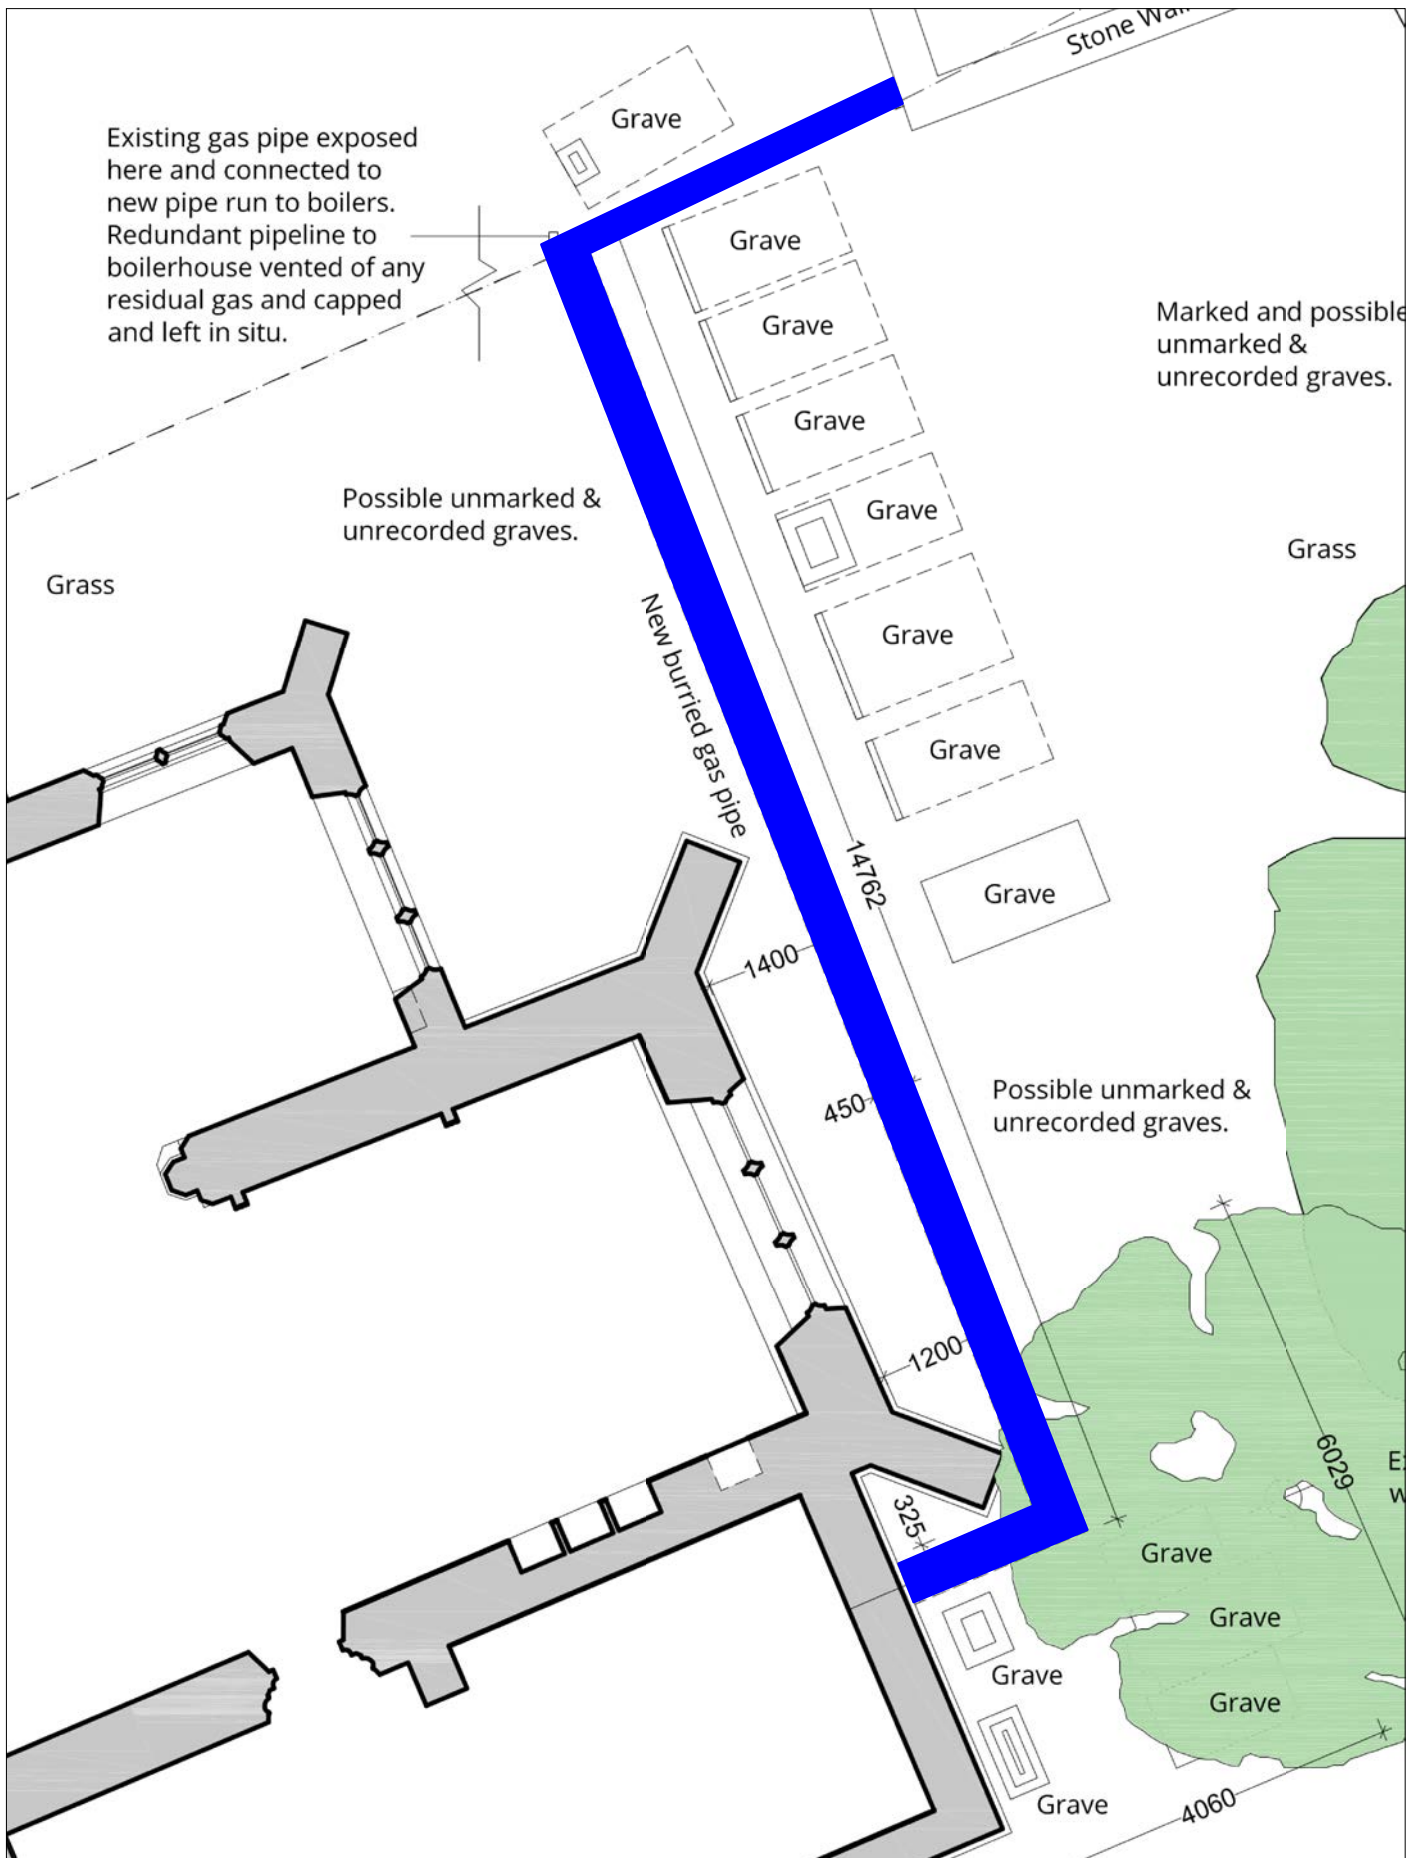 Stone Wall
Grave
Existing gas pipe exposed
here and connected to
new pipe run to boilers.
Redundant pipeline to
boilerhouse vented of any
residual gas and capped
and left in situ.
Grave
Grave
Marked and possible
unmarked &
unrecorded graves.
Grave
Possible unmarked &
unrecorded graves.
Grave
Grass
Grass
Grave
New burried gas pipe
Grave
14762
Grave
1400
450
Possible unmarked &
unrecorded graves.
1200
6029
325
Grave
Grave
Grave
Grave
Grave
4060